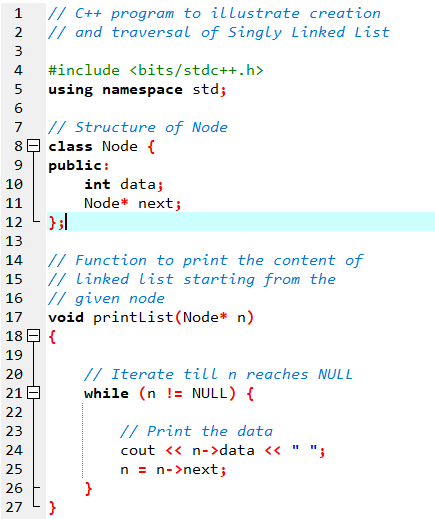 1 // C++ program to illustrate creation
2 // and traversal of Singly Linked List
3
4 #include <bits/stdc++.h>
5 using namespace std;
6
7 // Structure of Node
8 class Node {
9 public:
10     int data;
11     Node* next;
12 };
13
14 // Function to print the content of
15 // linked list starting from the
16 // given node
17 void printList(Node* n)
18 {
19
20     // Iterate till n reaches NULL
21     while (n != NULL) {
22
23         // Print the data
24         cout << n->data << " ";
25         n = n->next;
26     }
27 }